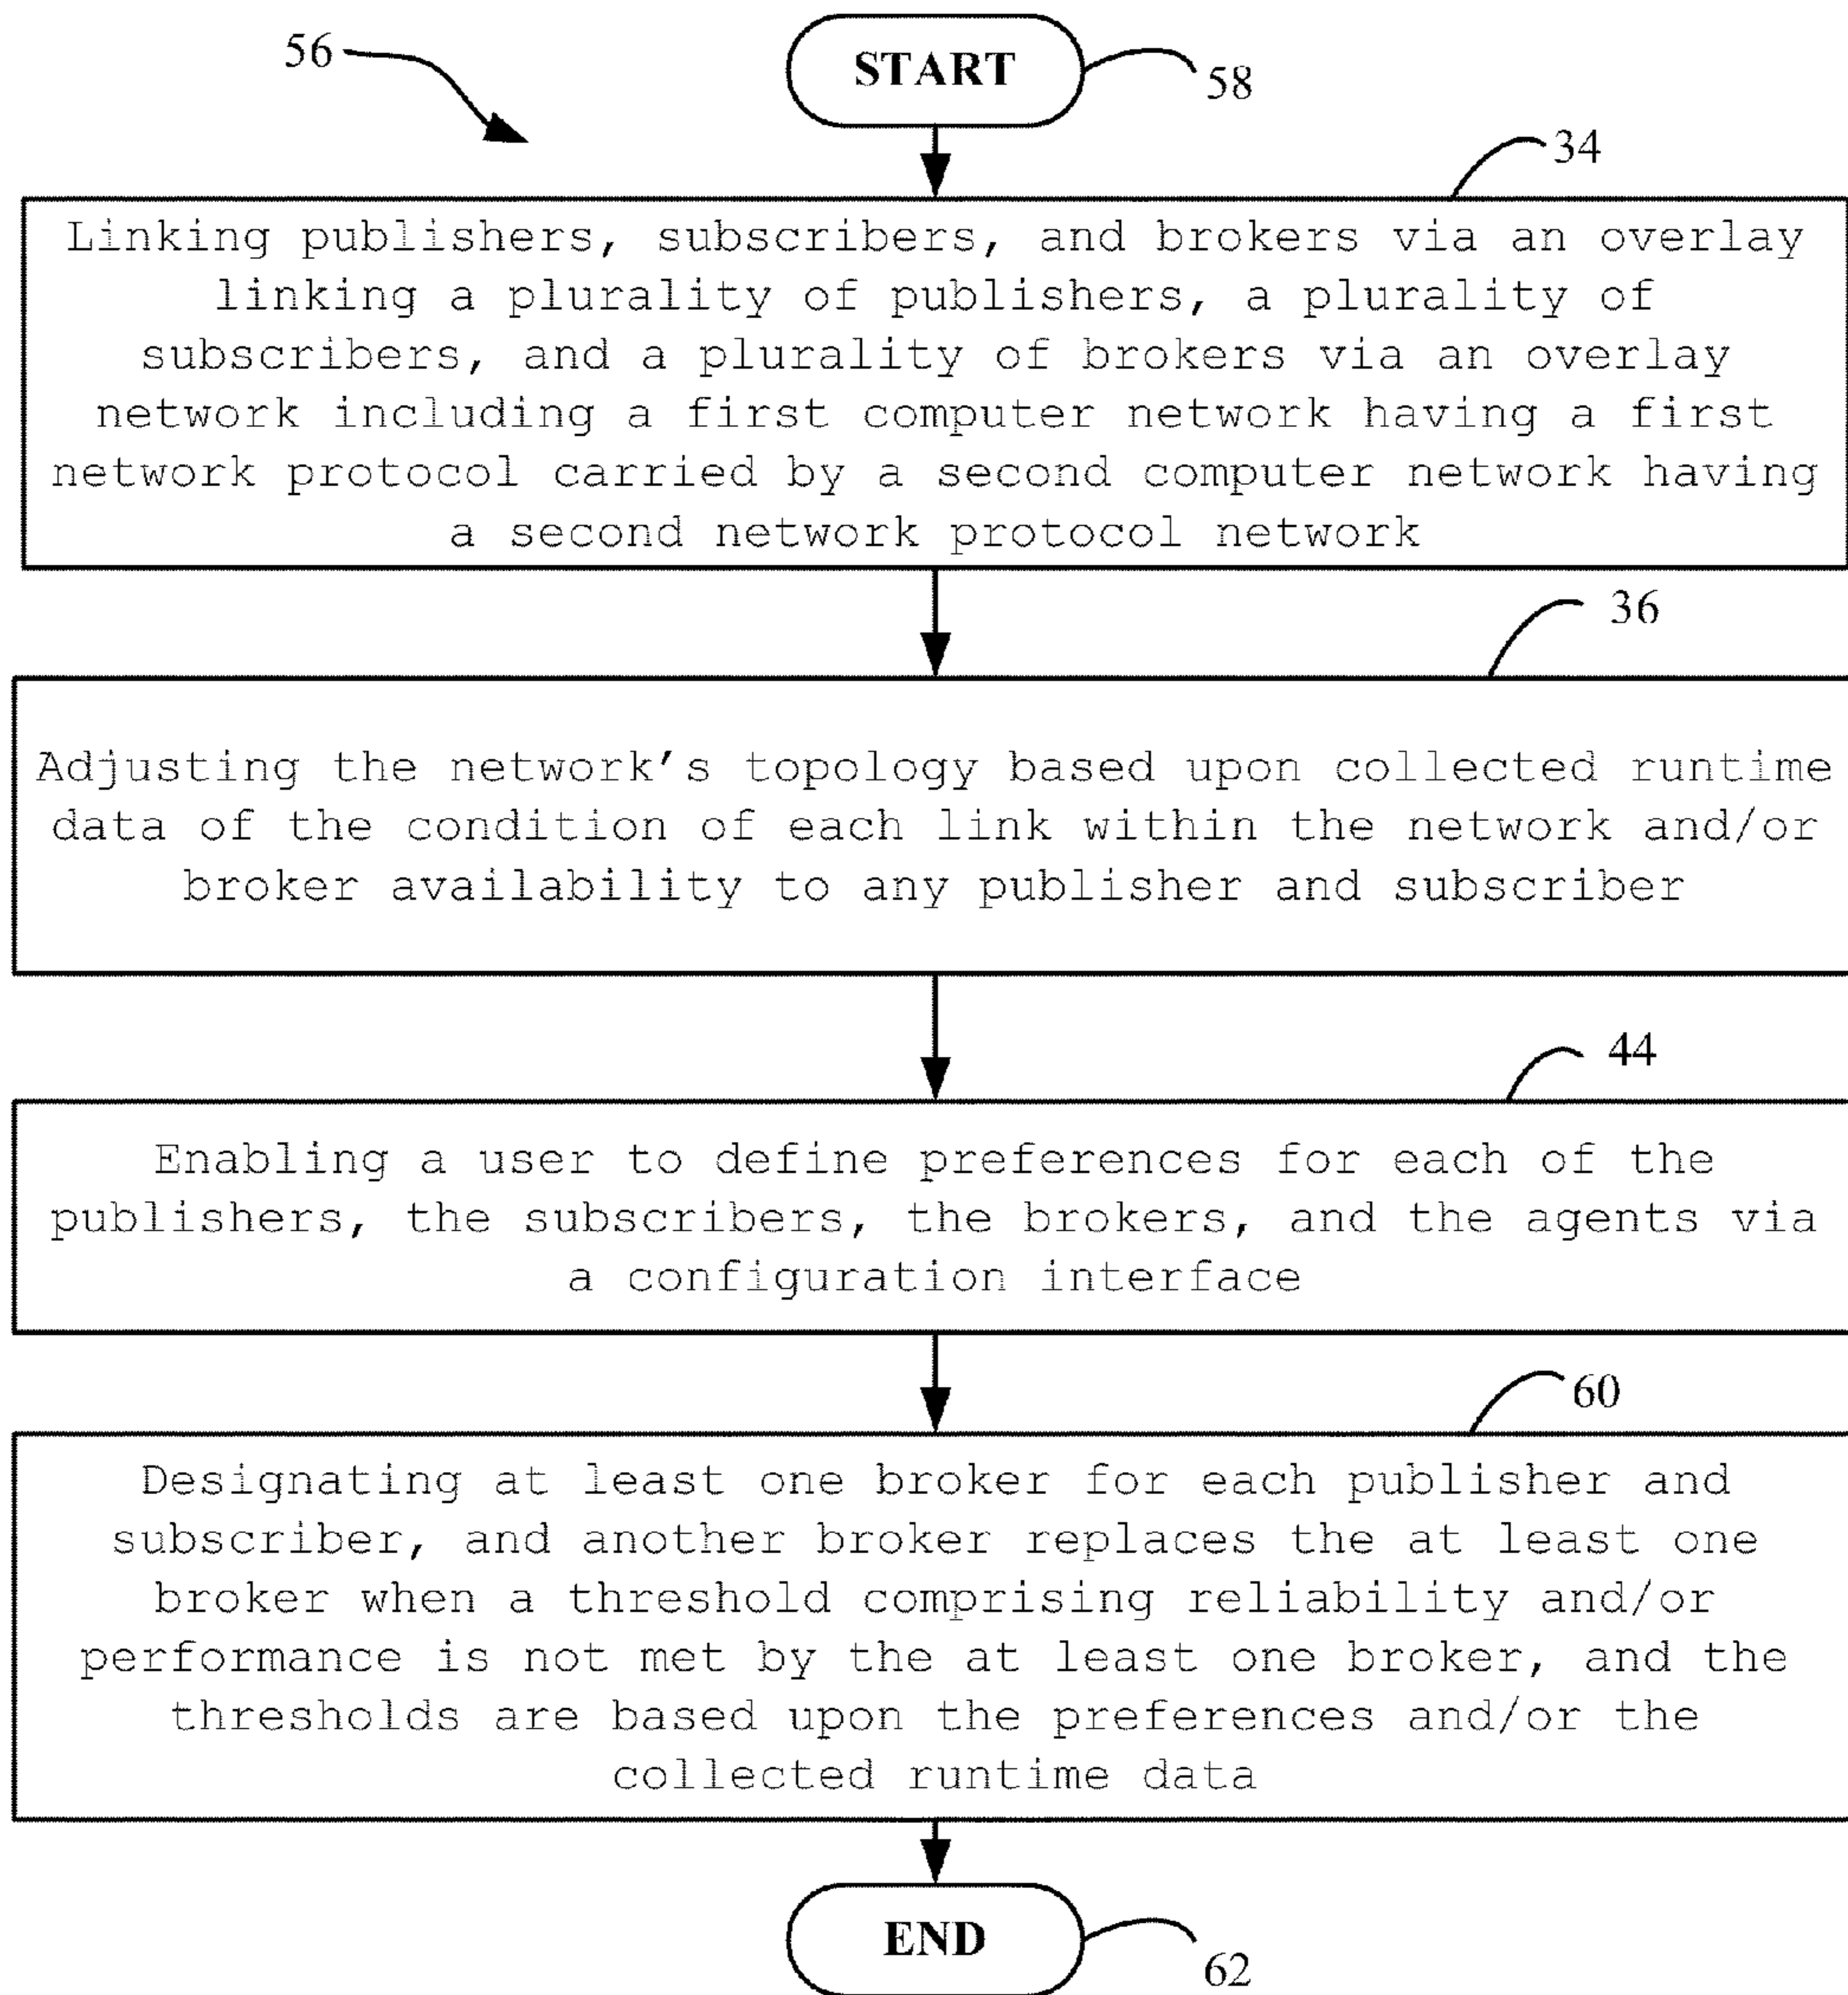 56
START
58
34
Linking publishers, subscribers, and brokers via an overlay
linking a plurality of publishers, a plurality of
subscribers, and a plurality of brokers via an overlay
network including a first computer network having a first
network protocol carried by a second computer network having
a second network protocol network
36
Adjusting the network's topology based upon collected runtime
data of the condition of each link within the network and/or
broker availability to any publisher and subscriber
44
Enabling a user to define preferences for each of the
publishers, the subscribers, the brokers, and the agents via
a configuration interface
60
Designating at least one broker for each publisher and
subscriber, and another broker replaces the at least one
broker when a threshold comprising reliability and/or
performance is not met by the at least one broker, and the
thresholds are based upon the preferences and/or the
collected runtime data
END
62